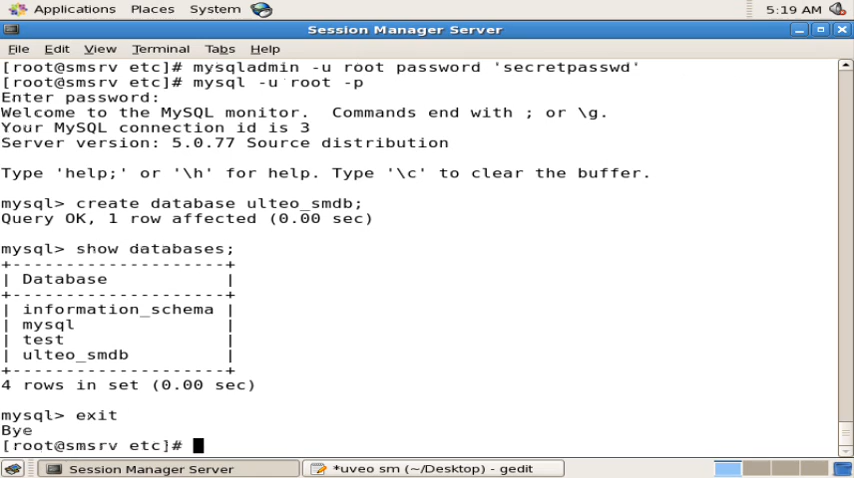 Applications Places System 5:19 AM
Session Manager Server
File Edit View Terminal Tabs Help
[root@smsrv etc]# mysqladmin -u root password 'secretpasswd'
[root@smsrv etc]# mysql -u root -p
Enter password:
Welcome to the MySQL monitor.  Commands end with ; or \g.
Your MySQL connection id is 3
Server version: 5.0.77 Source distribution
Type 'help;' or '\h' for help. Type '\c' to clear the buffer.
mysql> create database ulteo_smdb;
Query OK, 1 row affected (0.00 sec)
mysql> show databases;
+--------------------+
| Database           |
+--------------------+
| information_schema |
| mysql              |
| test               |
| ulteo_smdb         |
+--------------------+
4 rows in set (0.00 sec)
mysql> exit
Bye
[root@smsrv etc]#
Session Manager Server *uveo sm (~/Desktop) - gedit